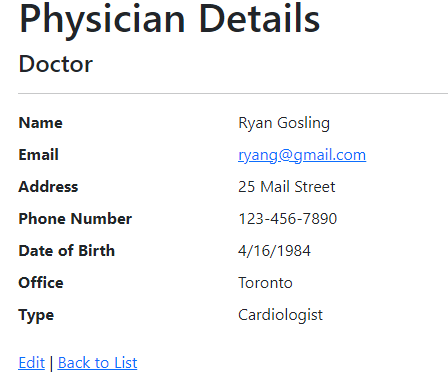 Physician Details
Doctor
Name Ryan Gosling
Email ryang@gmail.com
Address 25 Mail Street
Phone Number 123-456-7890
Date of Birth 4/16/1984
Office Toronto
Type Cardiologist
Edit | Back to List